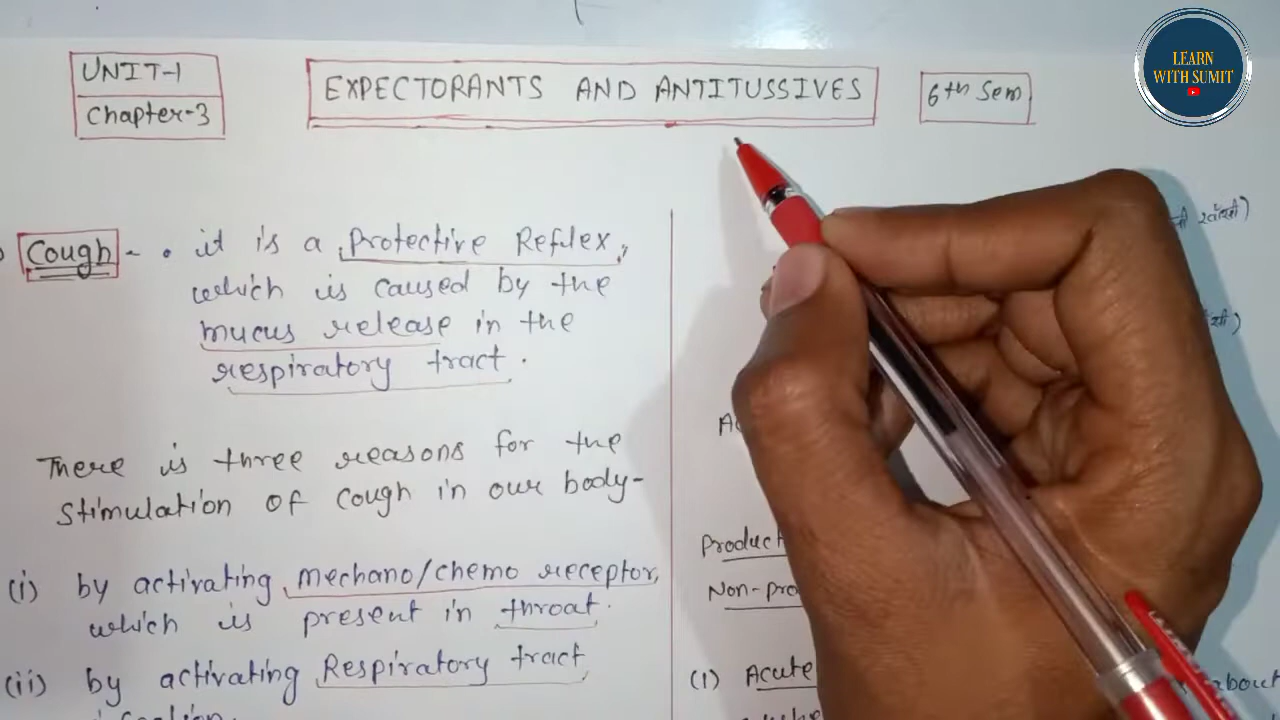 UNIT-1
Chapter-3
EXPECTORANTS AND ANTITUSSIVES
6th Sem
LEARN
WITH SUMIT
Cough - • it is a Protective Reflex,
which is caused by the
mucus release in the
respiratory tract.
There is three reasons for the
stimulation of cough in our body-
(i) by activating mechano/chemo receptor,
which is present in throat.
(ii) by activating Respiratory tract
खाँसी)
Product
Non-pro
(1) Acute
about